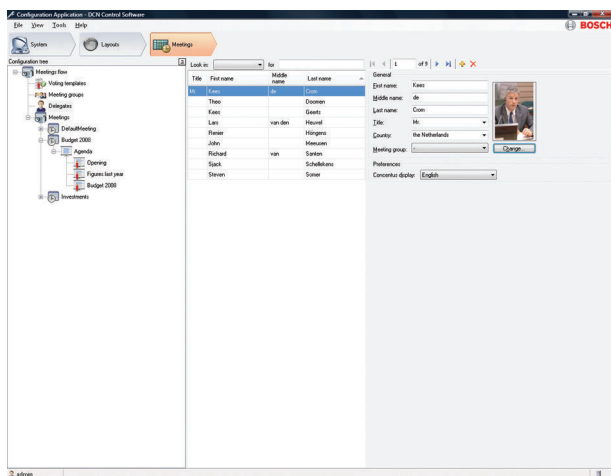 Configuration Application - DCN Control Software
File View Tools Help
BOSCH
System
Layouts
Meetings
Configuration tree
Meetings flow
Voting templates
Meeting groups
Delegates
Meetings
DefaultMeeting
Budget 2008
Agenda
Opening
Figures last year
Budget 2008
Investments
Look in: for
Title First name Middle name Last name
Mr. Kees de Crom
Theo Doomen
Kees Geerts
Lars van den Heuvel
Renier Hörgens
John Meeuzen
Richard van Santen
Sjack Schellekens
Steven Somer
1 of 9
General
First name: Kees
Middle name: de
Last name: Crom
Title: Mr.
Country: the Netherlands
Meeting group: -
Change...
Preferences
Concentus display: English
admin